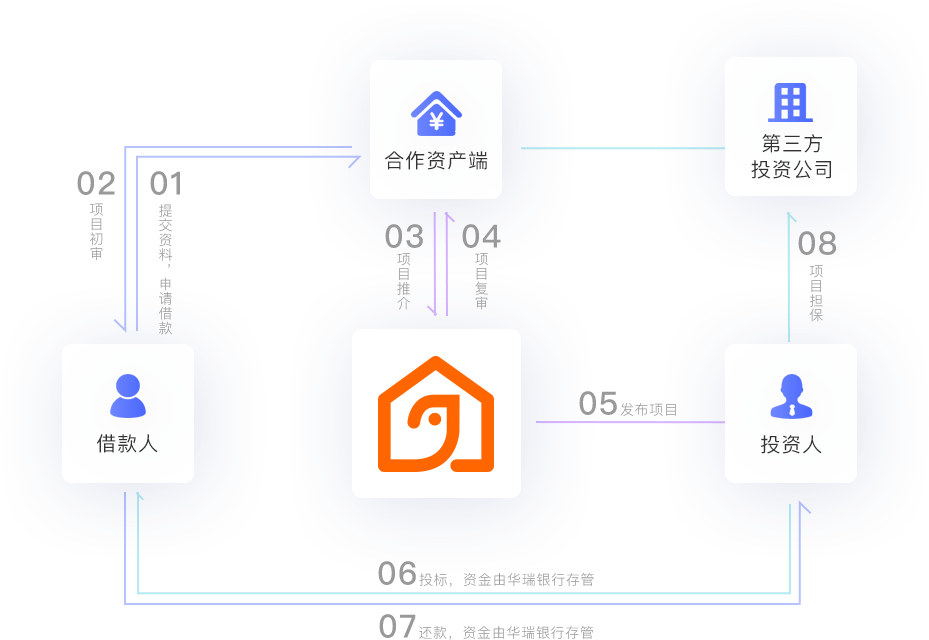 合作资产端
第三方
投资公司
02
项目初审
01
提交资料，申请借款
03
项目推介
04
项目复审
08
项目担保
借款人
05发布项目
投资人
06投标，资金由华瑞银行存管
07还款，资金由华瑞银行存管